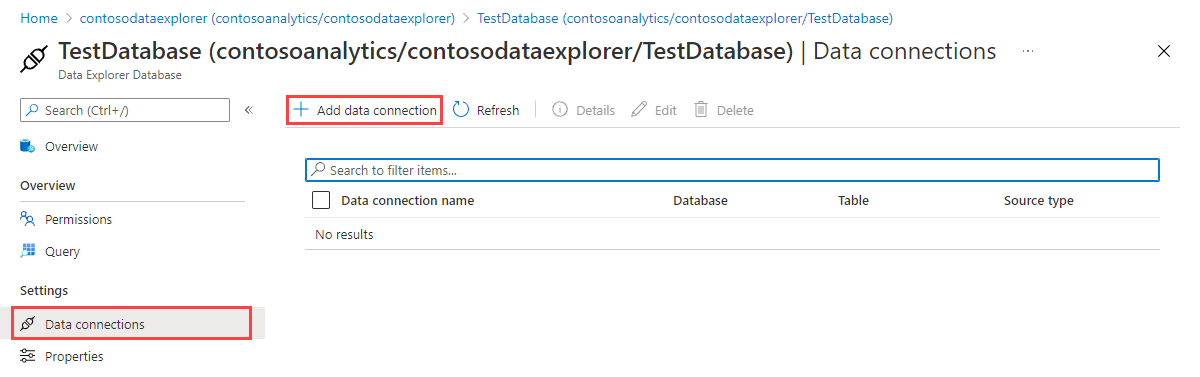 Home > contosodataexplorer (contosoanalytics/contosodataexplorer) > TestDatabase (contosoanalytics/contosodataexplorer/TestDatabase)
TestDatabase (contosoanalytics/contosodataexplorer/TestDatabase) | Data connections ...
Data Explorer Database
Search (Ctrl+/) «
Add data connection Refresh Details Edit Delete
Overview
Search to filter items...
Overview
Data connection name Database Table Source type
Permissions
No results
Query
Settings
Data connections
Properties